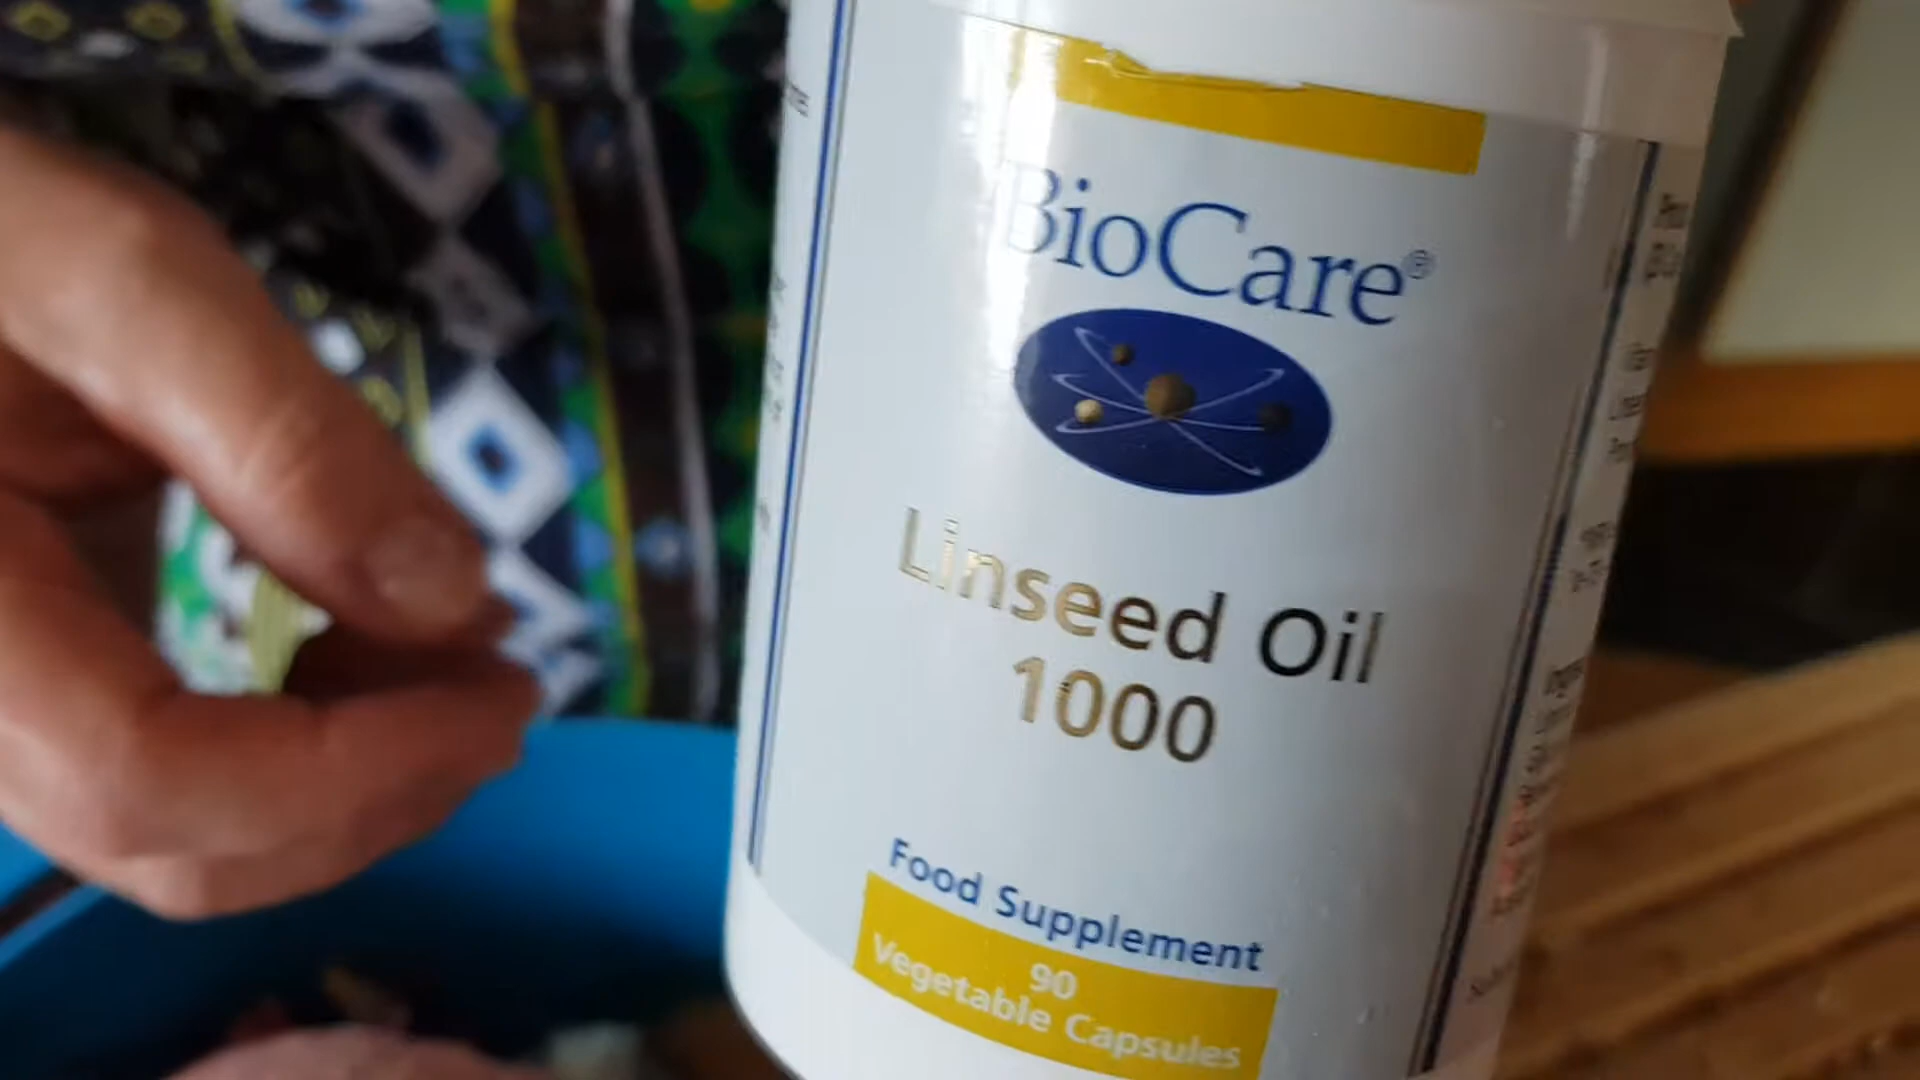 BioCare®
Linseed Oil
1000
Food Supplement
90
Vegetable Capsules